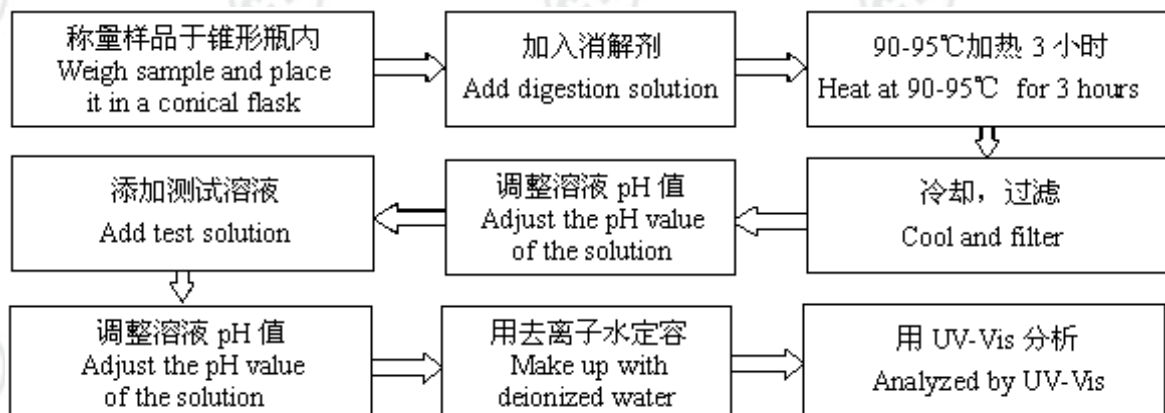 称量样品于锥形瓶内
Weigh sample and place
it in a conical flask
加入消解剂
Add digestion solution
90-95℃加热 3 小时
Heat at 90-95℃ for 3 hours
冷却，过滤
Cool and filter
调整溶液 pH 值
Adjust the pH value
of the solution
添加测试溶液
Add test solution
调整溶液 pH 值
Adjust the pH value
of the solution
用去离子水定容
Make up with
deionized water
用 UV-Vis 分析
Analyzed by UV-Vis